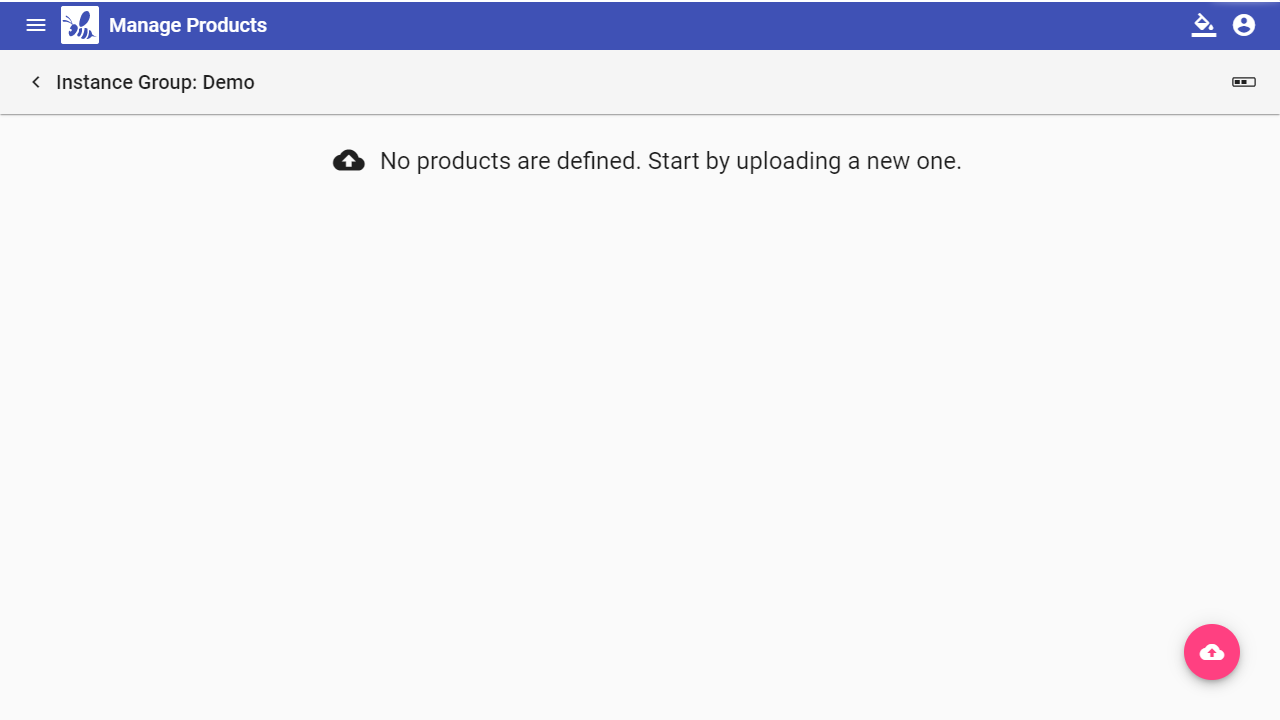 Manage Products
Instance Group: Demo
No products are defined. Start by uploading a new one.